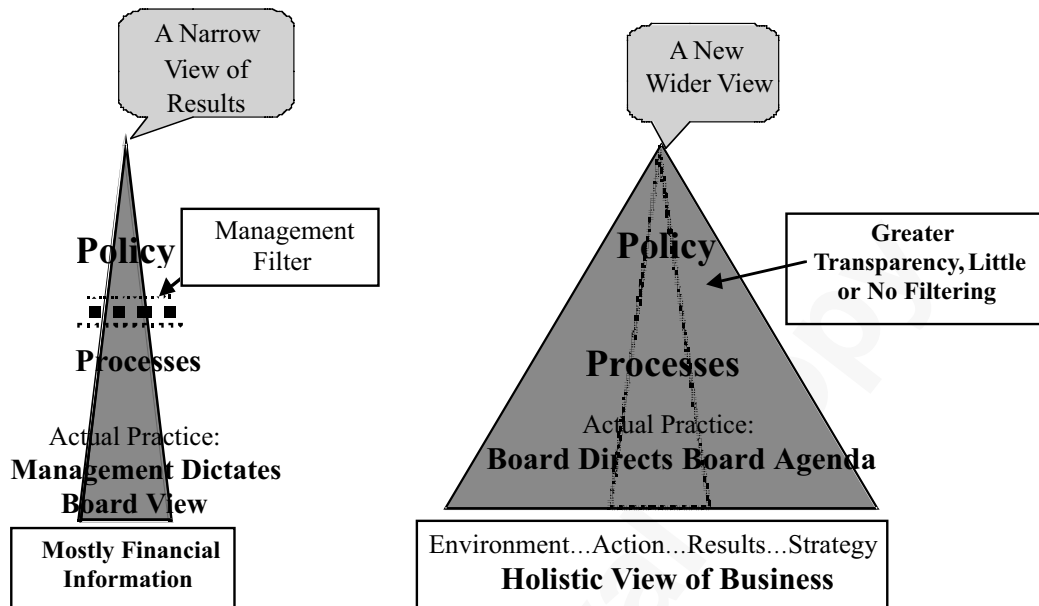 A Narrow
View of
Results
Policy
Management
Filter
Processes
Actual Practice:
Management Dictates
Board View
Mostly Financial
Information
A New
Wider View
Policy
Greater
Transparency, Little
or No Filtering
Processes
Actual Practice:
Board Directs Board Agenda
Environment...Action...Results...Strategy
Holistic View of Business